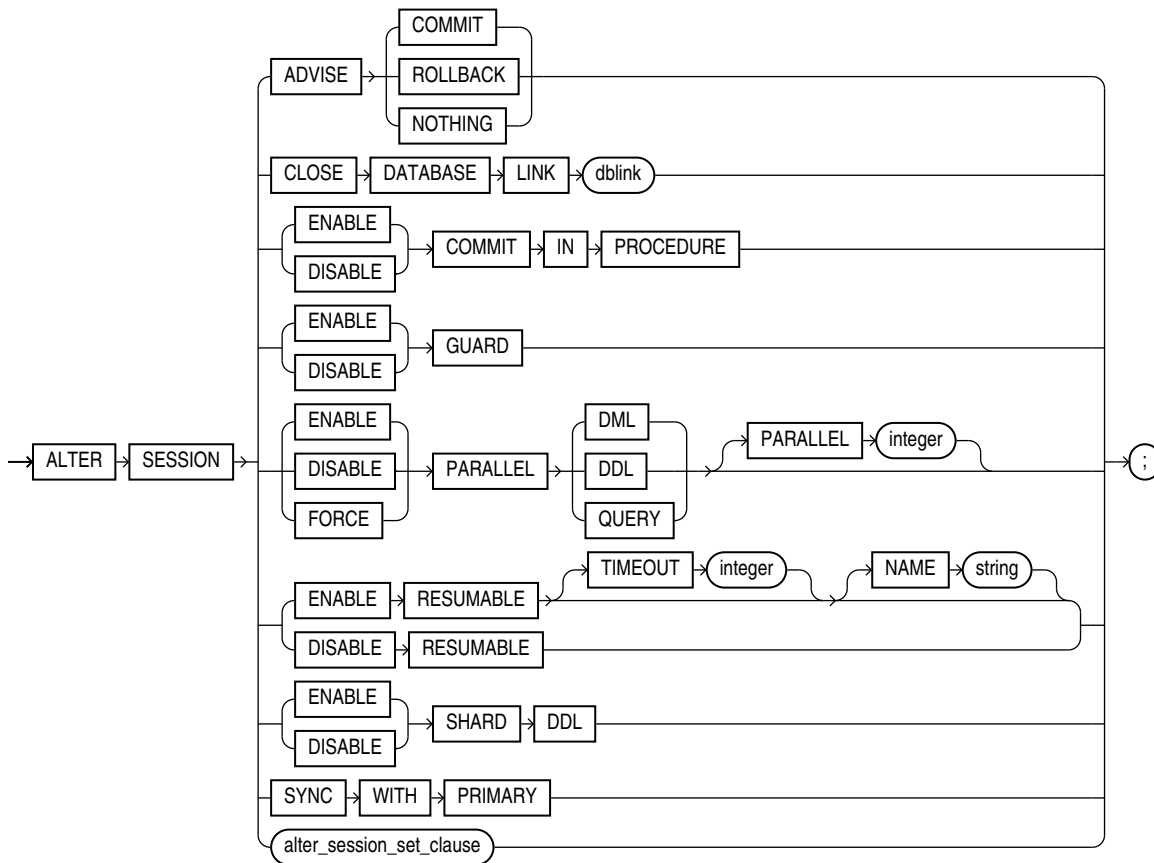 COMMIT
ADVISE ROLLBACK
NOTHING
CLOSE DATABASE LINK dblink
ENABLE
COMMIT IN PROCEDURE
DISABLE
ENABLE
GUARD
DISABLE
ENABLE DML PARALLEL integer
ALTER SESSION DISABLE PARALLEL DDL ;
FORCE QUERY
TIMEOUT integer NAME string
ENABLE RESUMABLE
DISABLE RESUMABLE
ENABLE
SHARD DDL
DISABLE
SYNC WITH PRIMARY
alter_session_set_clause